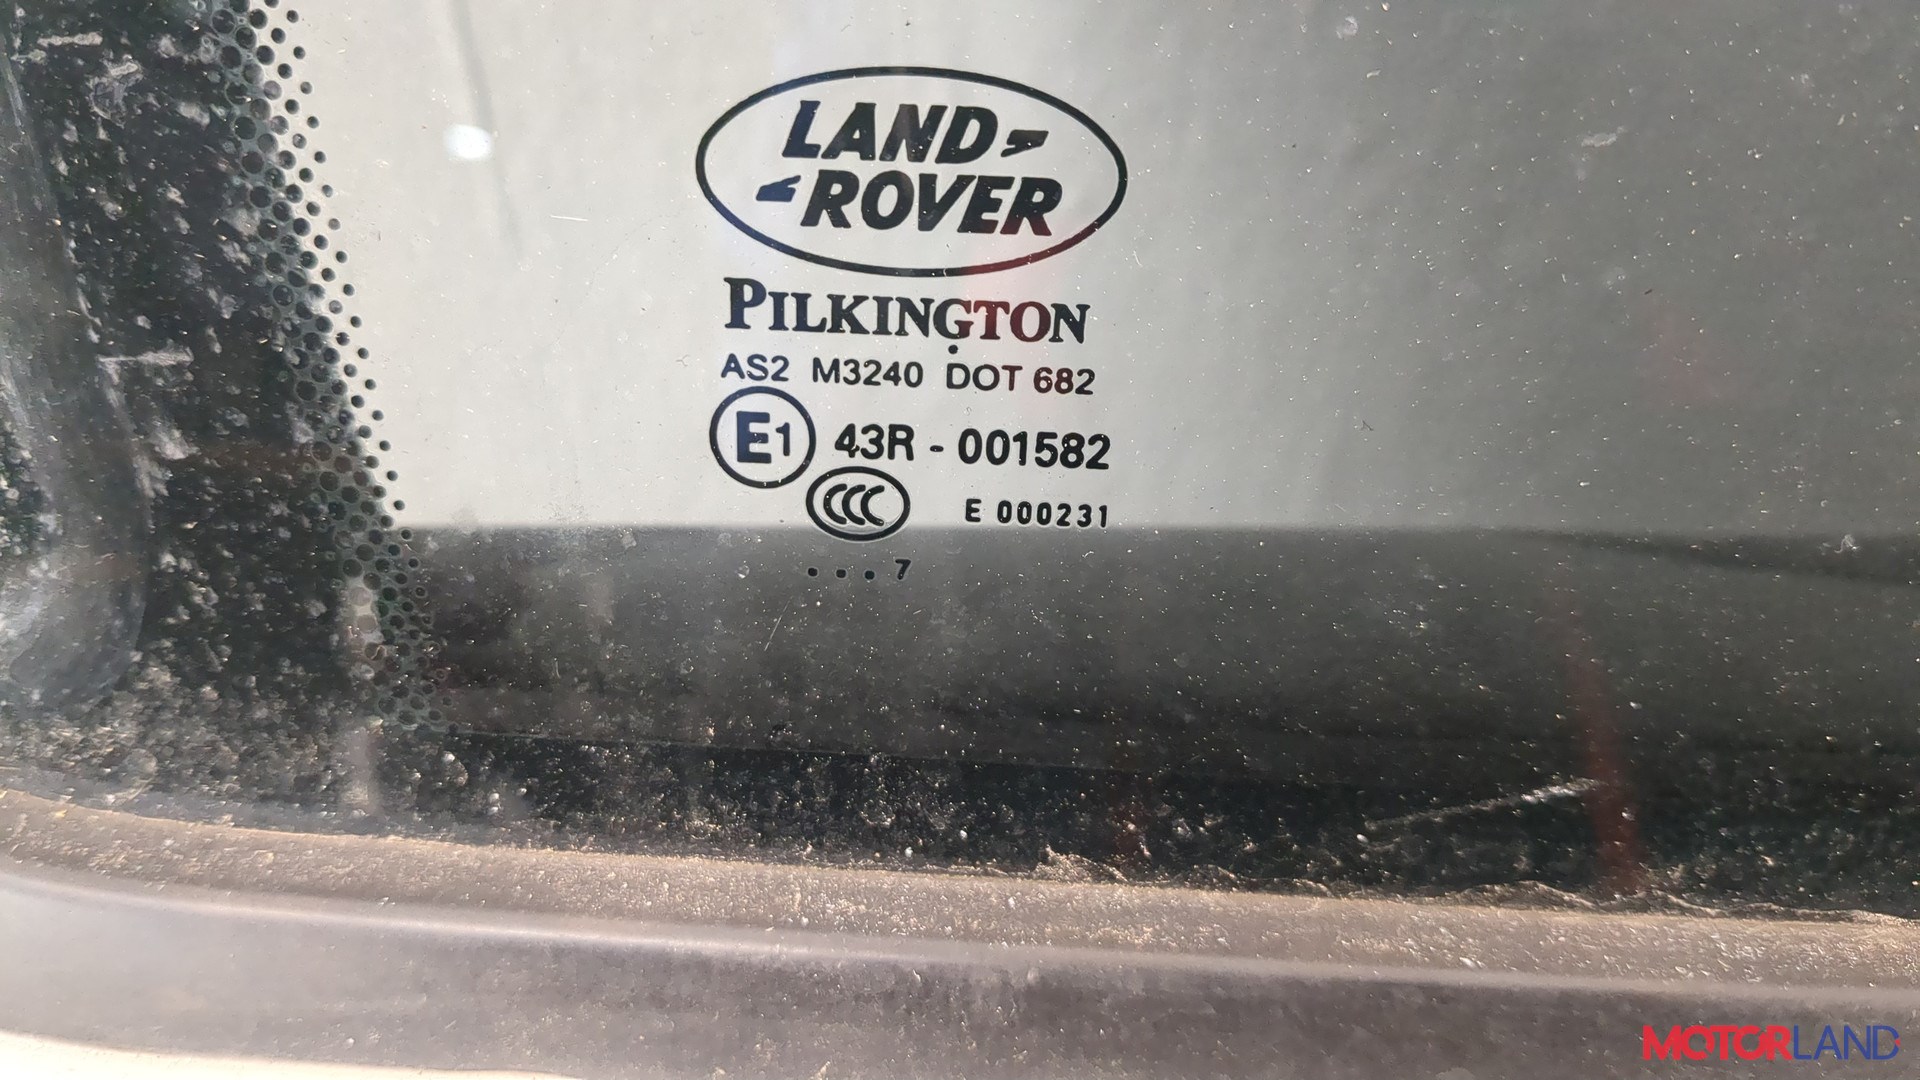 LAND
ROVER
PILKINGTON
AS2 M3240 DOT 682
E1 43R - 001582
CCC E 000231
. . . 7
MOTORLAND